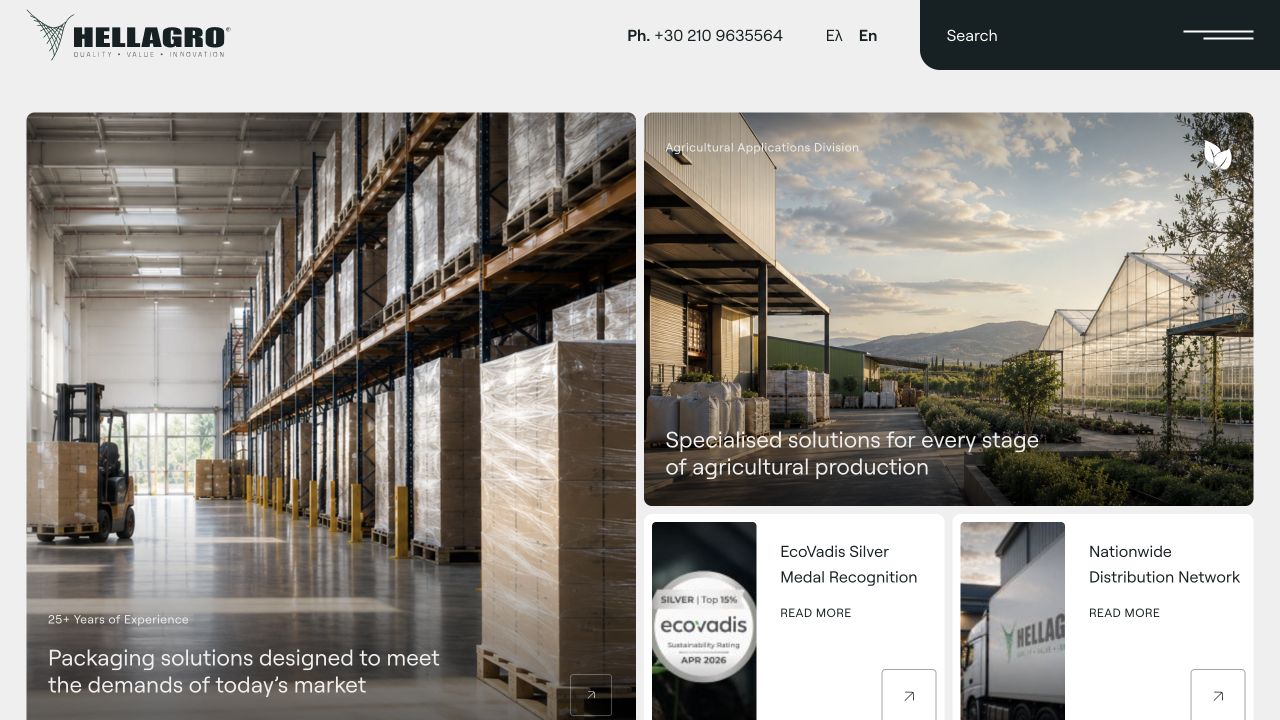 HELLAGRO®
QUALITY • VALUE • INNOVATION
Ph. +30 210 9635564
Ελ En
Search
Agricultural Applications Division
Specialised solutions for every stage
of agricultural production
25+ Years of Experience
Packaging solutions designed to meet
the demands of today’s market
SILVER | Top 15%
ecovadis
Sustainability Rating
APR 2026
EcoVadis Silver
Medal Recognition
READ MORE
HELLAG
Nationwide
Distribution Network
READ MORE